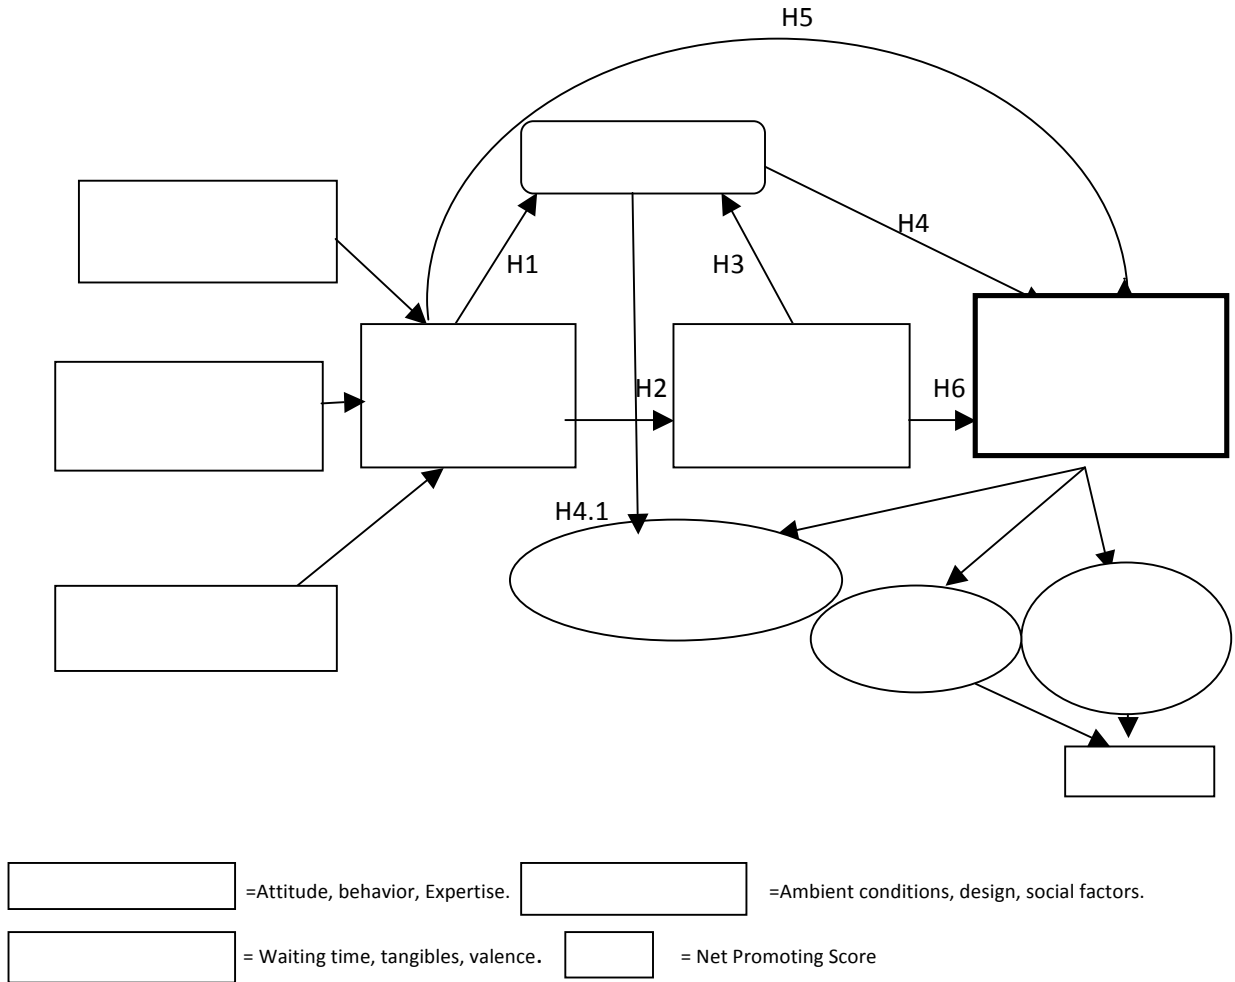 H5
H4
H1
H3
H2
H6
H4.1
=Attitude, behavior, Expertise.
=Ambient conditions, design, social factors.
= Waiting time, tangibles, valence.
= Net Promoting Score